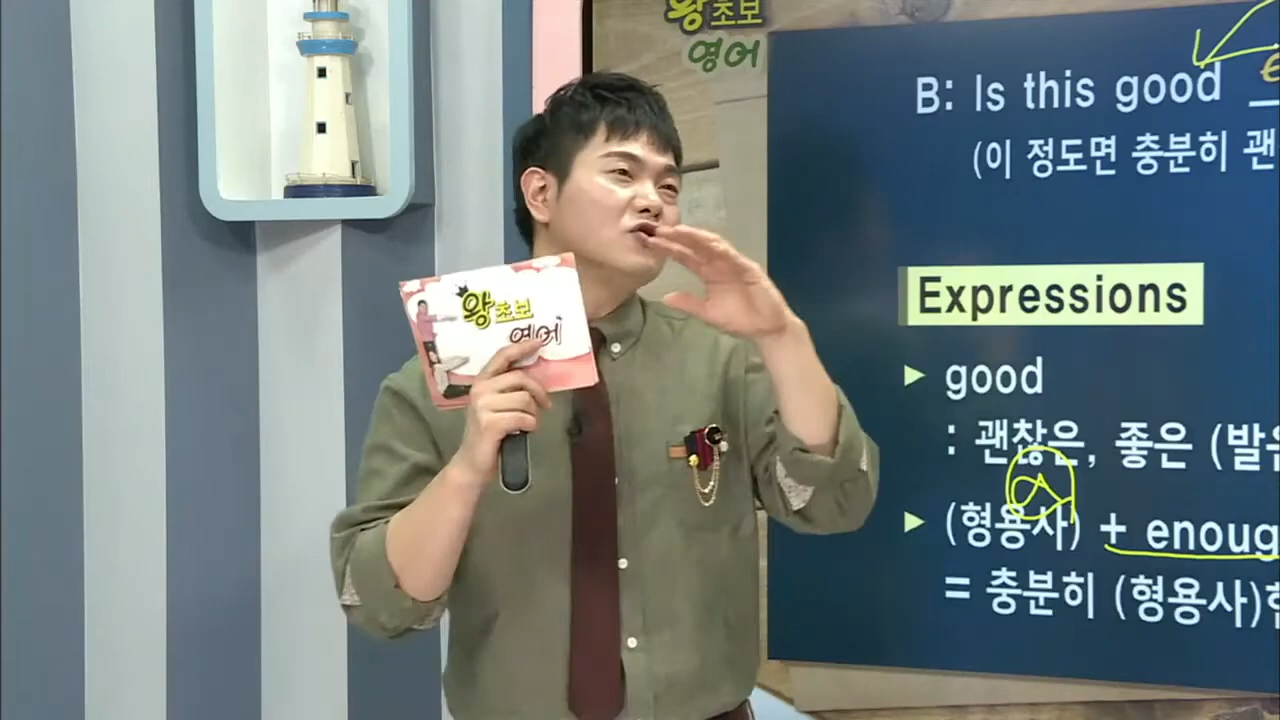 왕초보
영어
B: Is this good
(이 정도면 충분히 괜
Expressions
▶ good
: 괜찮은, 좋은 (발
▶ (형용사) + enoug
= 충분히 (형용사)
왕초보
영어